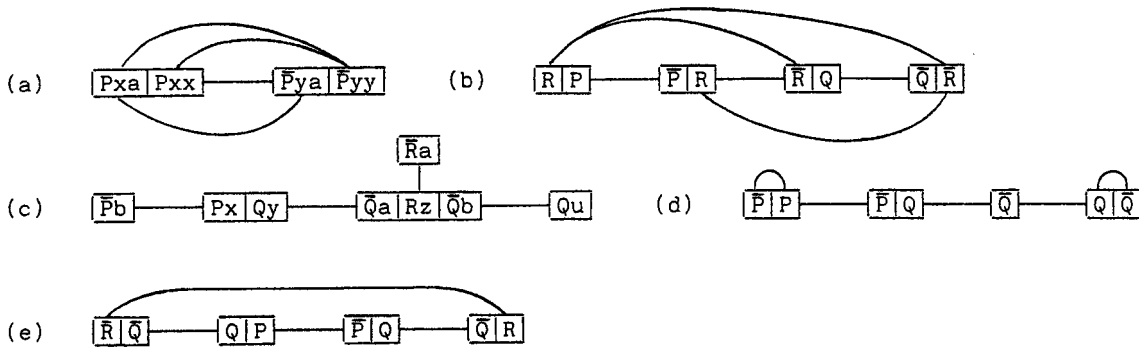 (a) Pxa Pxx P̄ya P̄yy
(b) R P P̄ R R̄ Q Q̄ R̄
R̄a
(c) P̄b Px Qy Q̄a Rz Q̄b Qu
(d) P̄ P P̄ Q Q̄ Q Q̄
(e) R̄ Q̄ Q P P̄ Q Q̄ R